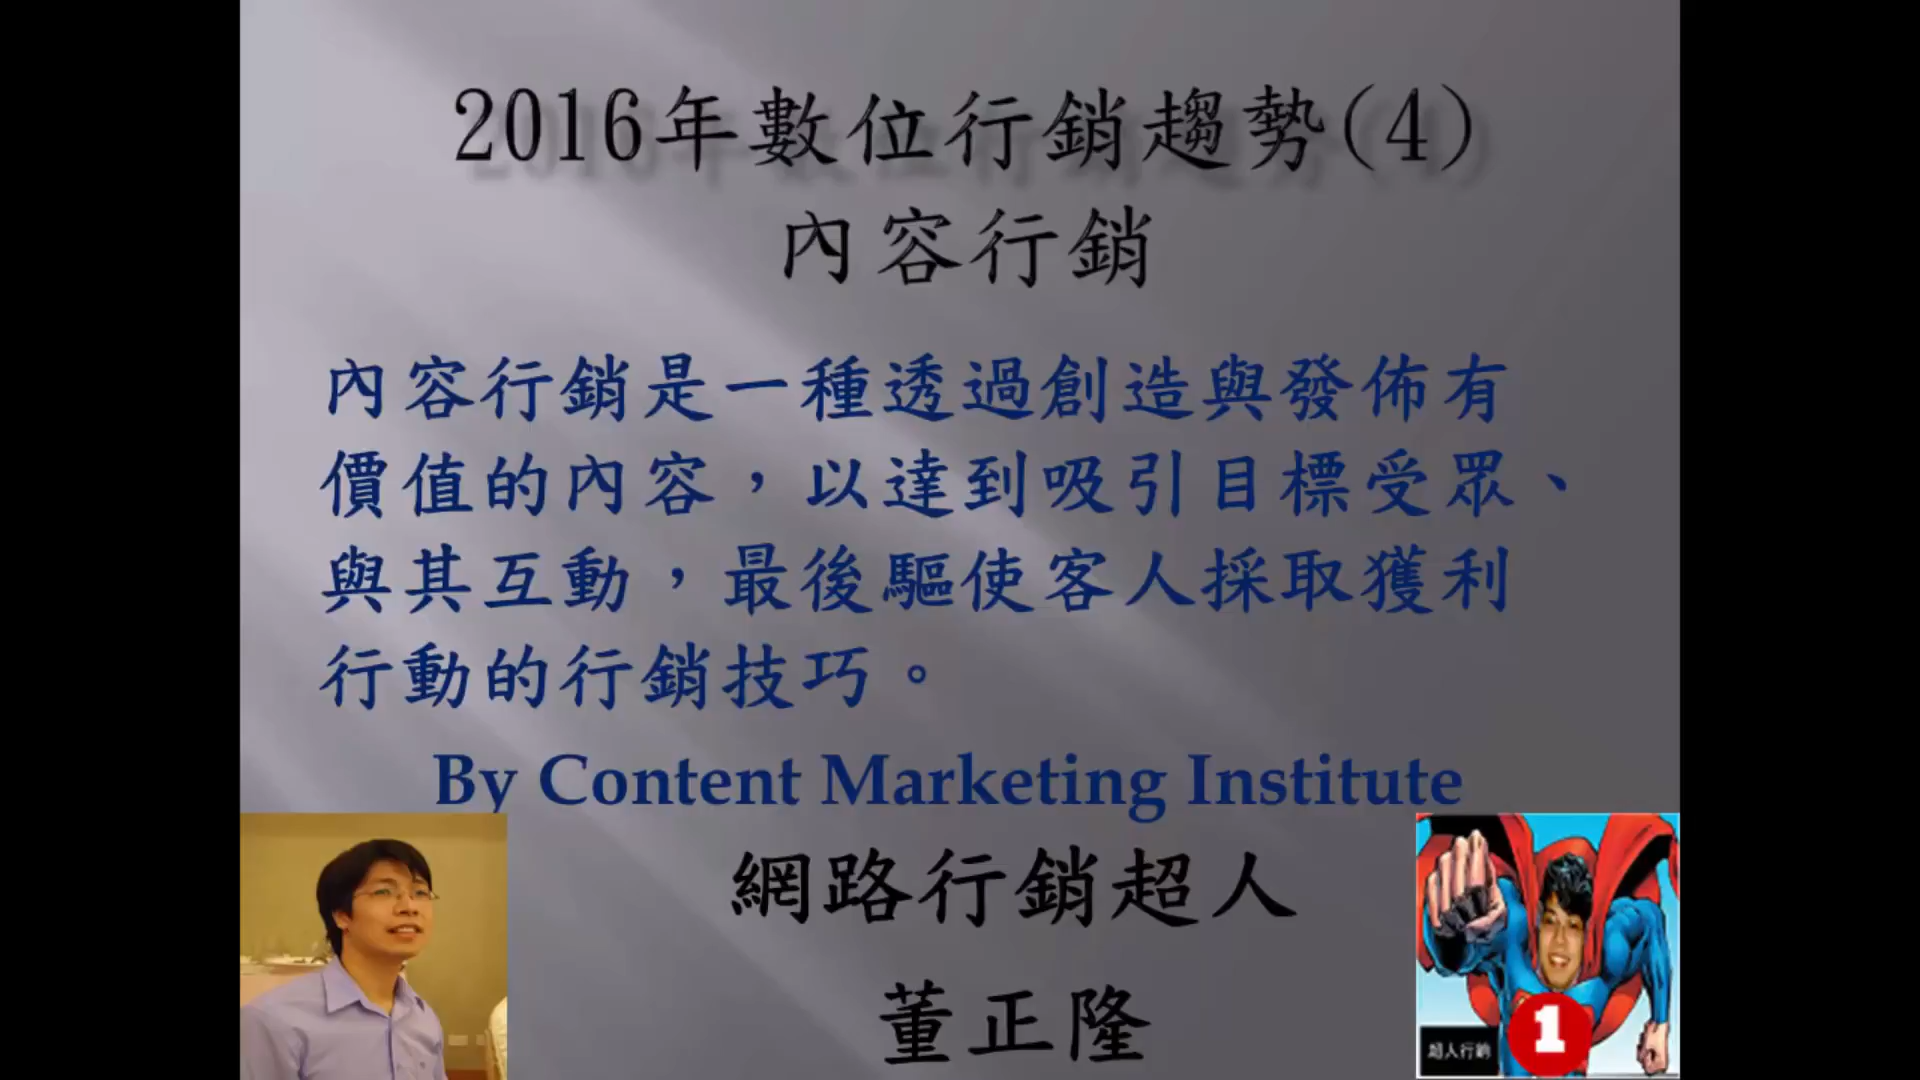 2016年數位行銷趨勢(4)
內容行銷
內容行銷是一種透過創造與發佈有
價值的內容，以達到吸引目標受眾、
與其互動，最後驅使客人採取獲利
行動的行銷技巧。
By Content Marketing Institute
網路行銷超人
董正隆
超人行銷
1